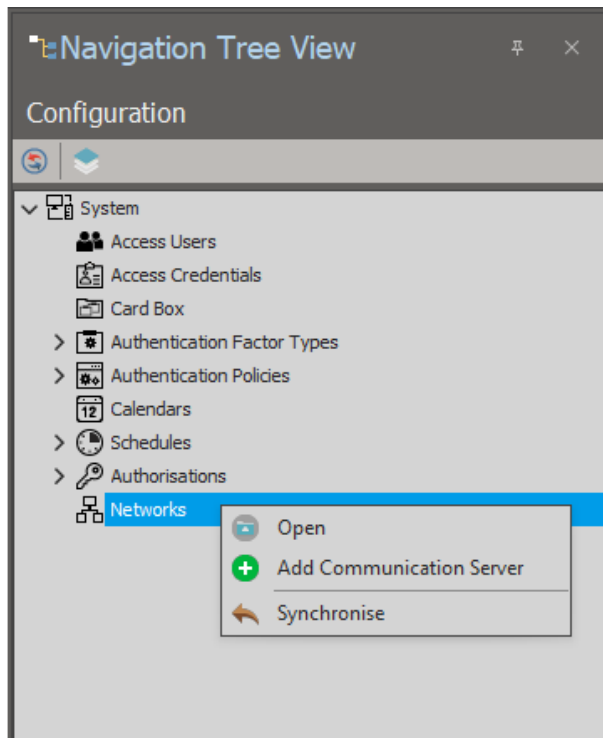 Navigation Tree View
Configuration
System
Access Users
Access Credentials
Card Box
Authentication Factor Types
Authentication Policies
12 Calendars
Schedules
Authorisations
Networks
Open
Add Communication Server
Synchronise